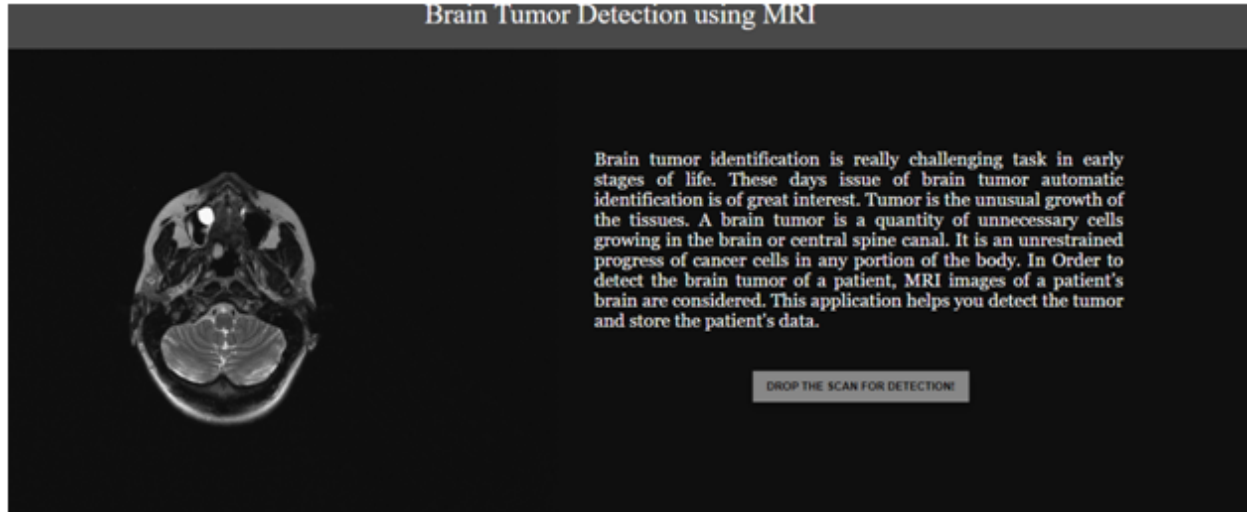 Brain Tumor Detection using MRI
Brain tumor identification is really challenging task in early
stages of life. These days issue of brain tumor automatic
identification is of great interest. Tumor is the unusual growth of
the tissues. A brain tumor is a quantity of unnecessary cells
growing in the brain or central spine canal. It is an unrestrained
progress of cancer cells in any portion of the body. In Order to
detect the brain tumor of a patient, MRI images of a patient's
brain are considered. This application helps you detect the tumor
and store the patient's data.
DROP THE SCAN FOR DETECTION!